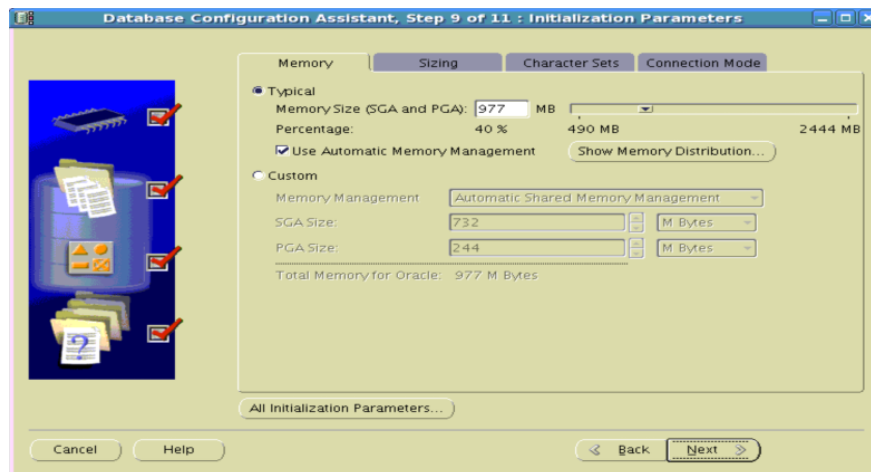 Database Configuration Assistant, Step 9 of 11 : Initialization Parameters
Memory Sizing Character Sets Connection Mode
Typical
Memory Size (SGA and PGA): 977 MB
Percentage: 40 % 490 MB 2444 MB
Use Automatic Memory Management Show Memory Distribution...
Custom
Memory Management Automatic Shared Memory Management
SGA Size: 732 M Bytes
PGA Size: 244 M Bytes
Total Memory for Oracle: 977 M Bytes
?
All Initialization Parameters...
Cancel Help Back Next